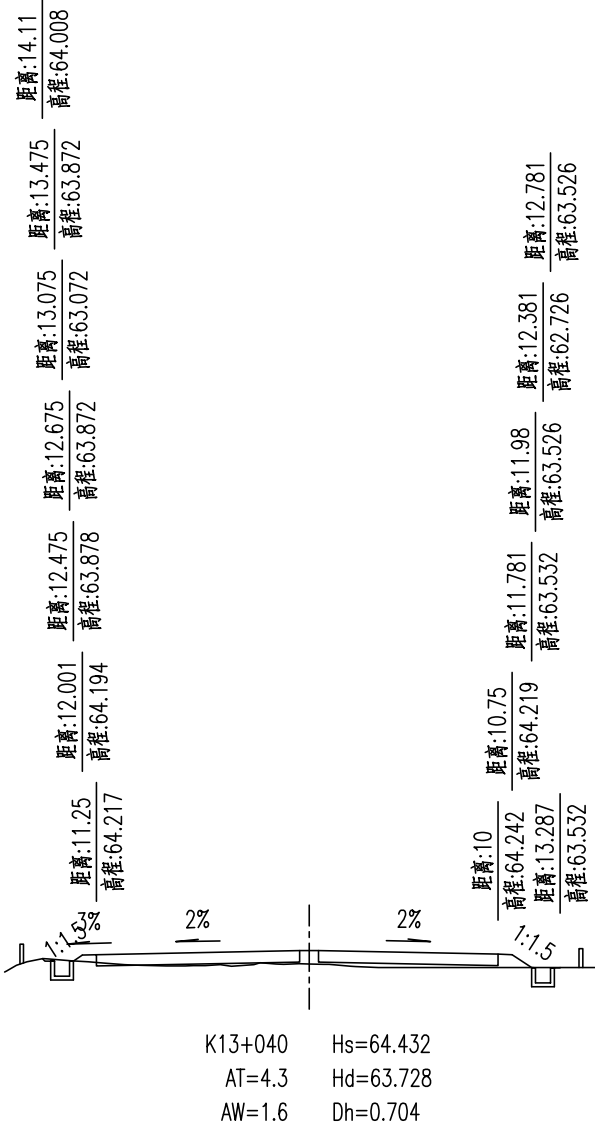 距离:14.11
高程:64.008
距离:13.475
高程:63.872
距离:13.075
高程:63.072
距离:12.675
高程:63.872
距离:12.475
高程:63.878
距离:12.001
高程:64.194
距离:11.25
高程:64.217
距离:12.781
高程:63.526
距离:12.381
高程:62.726
距离:11.98
高程:63.526
距离:11.781
高程:63.532
距离:10.75
高程:64.219
距离:10
高程:64.242
距离:13.287
高程:63.532
1:1.5
3%
2%
2%
1:1.5
K13+040
Hs=64.432
AT=4.3
Hd=63.728
AW=1.6
Dh=0.704